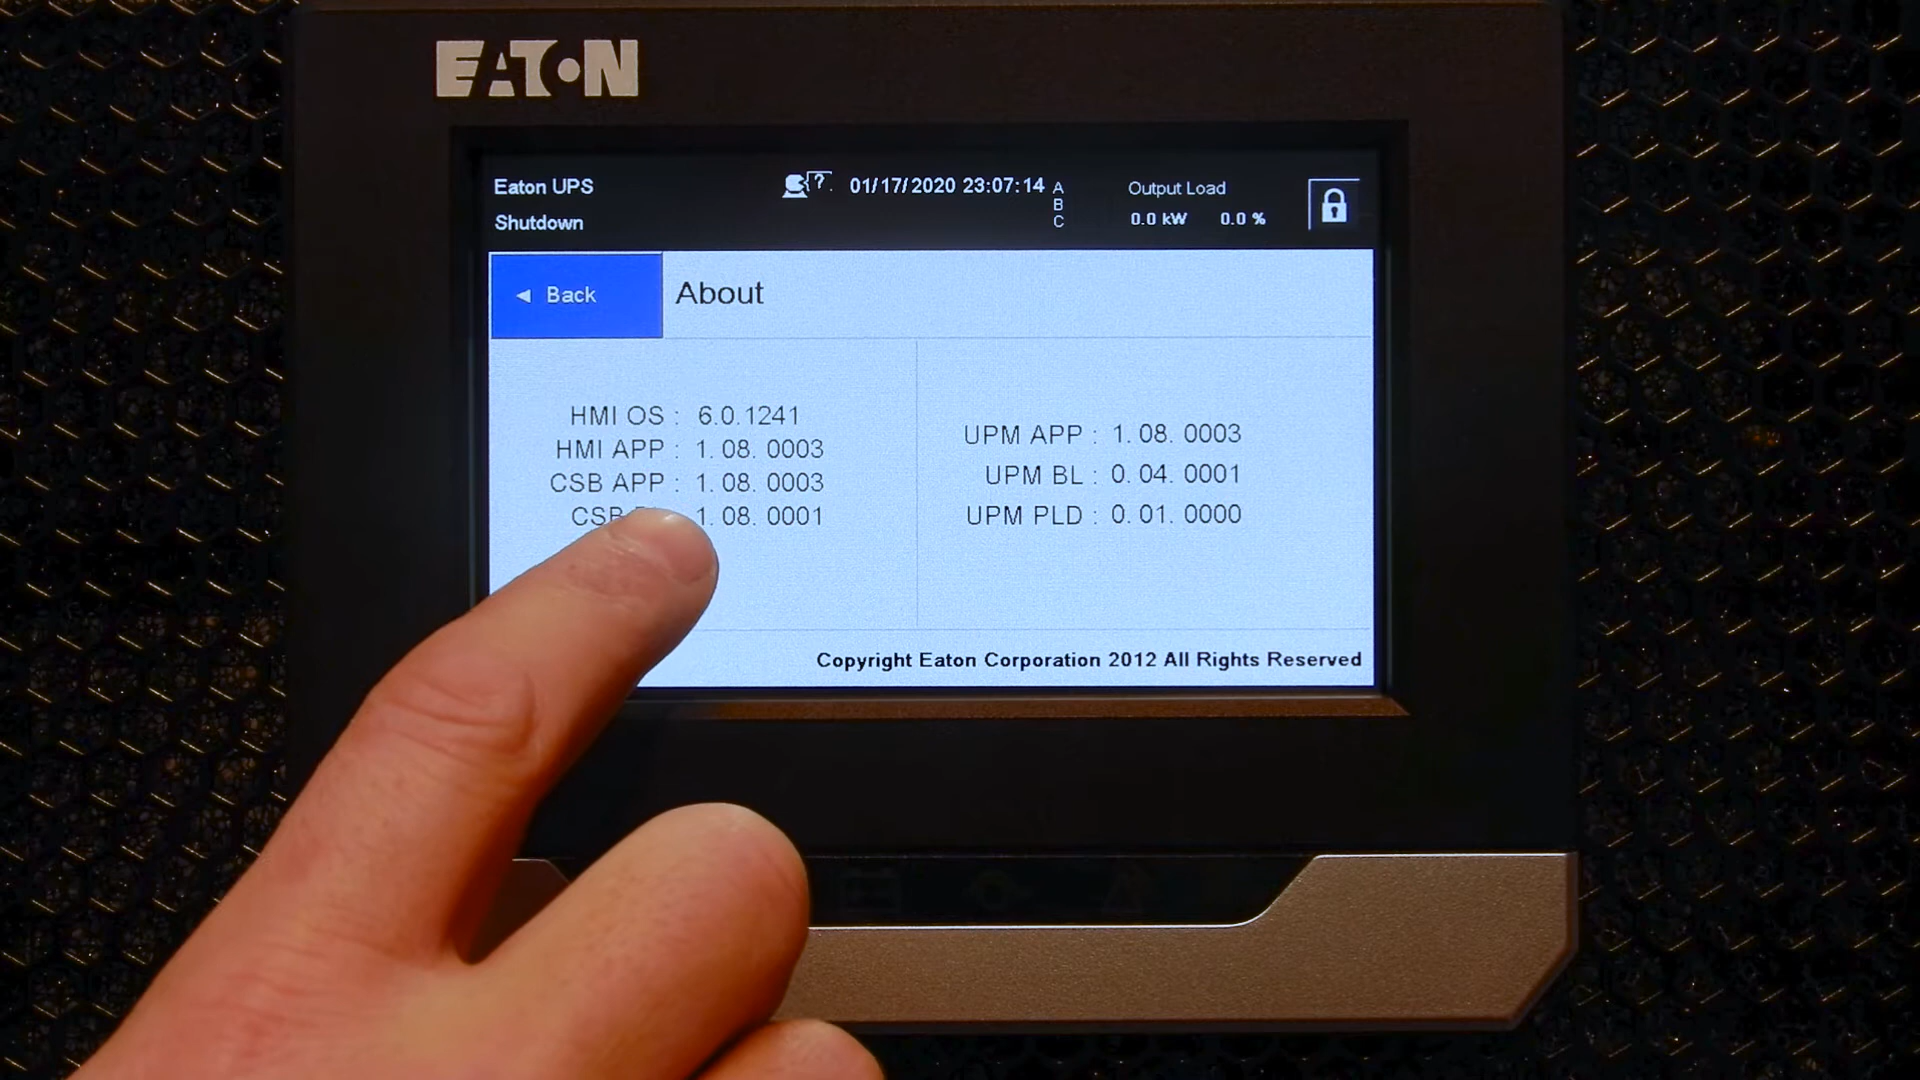 EATON
Eaton UPS
Shutdown
?
01/17/2020 23:07:14
A
B
C
Output Load
0.0 kW 0.0 %
◄ Back
About
HMI OS : 6.0.1241
HMI APP : 1. 08. 0003
CSB APP : 1. 08. 0003
CSB 1. 08. 0001
UPM APP : 1. 08. 0003
UPM BL : 0. 04. 0001
UPM PLD : 0. 01. 0000
Copyright Eaton Corporation 2012 All Rights Reserved